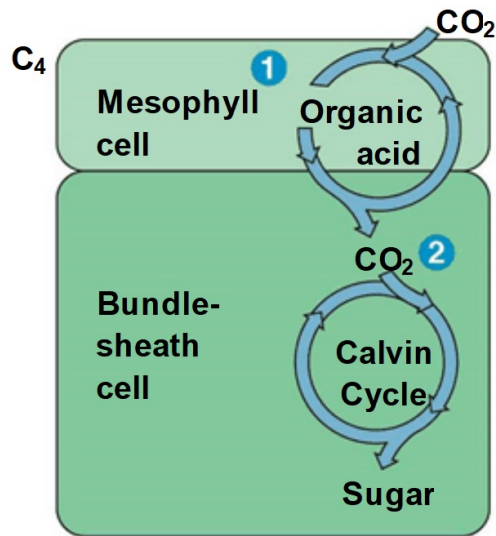 CO₂
C₄
1
Mesophyll
cell
Organic
acid
CO₂ 2
Bundle-
sheath
cell
Calvin
Cycle
Sugar